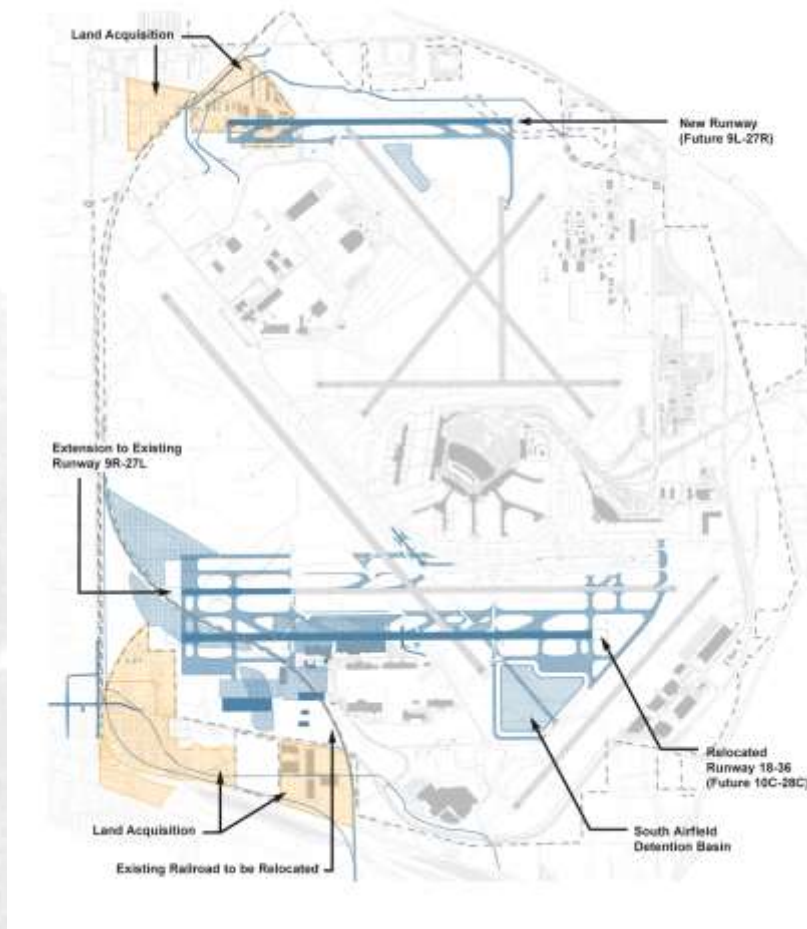 Land Acquisition
New Runway
(Future 9L-27R)
Extension to Existing
Runway 9R-27L
Relocated
Runway 18-36
(Future 10C-28C)
Land Acquisition
South Airfield
Detention Basin
Existing Railroad to be Relocated